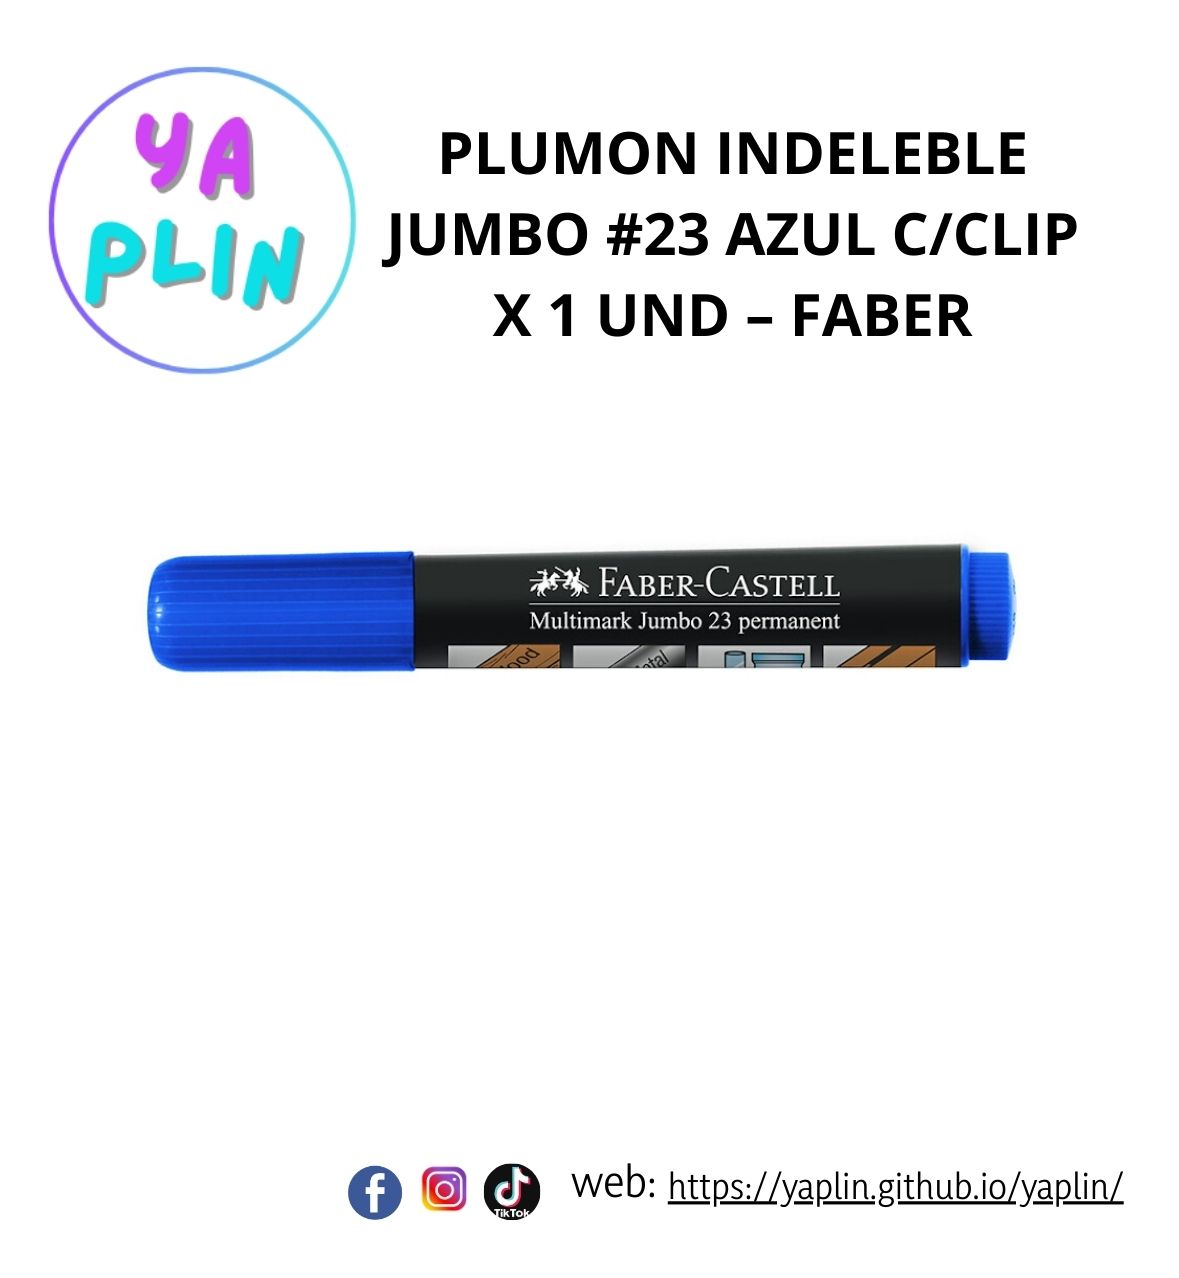 YA
PLIN
PLUMON INDELEBLE
JUMBO #23 AZUL C/CLIP
X 1 UND – FABER
FABER-CASTELL
Multimark Jumbo 23 permanent
TikTok
web: https://yaplin.github.io/yaplin/